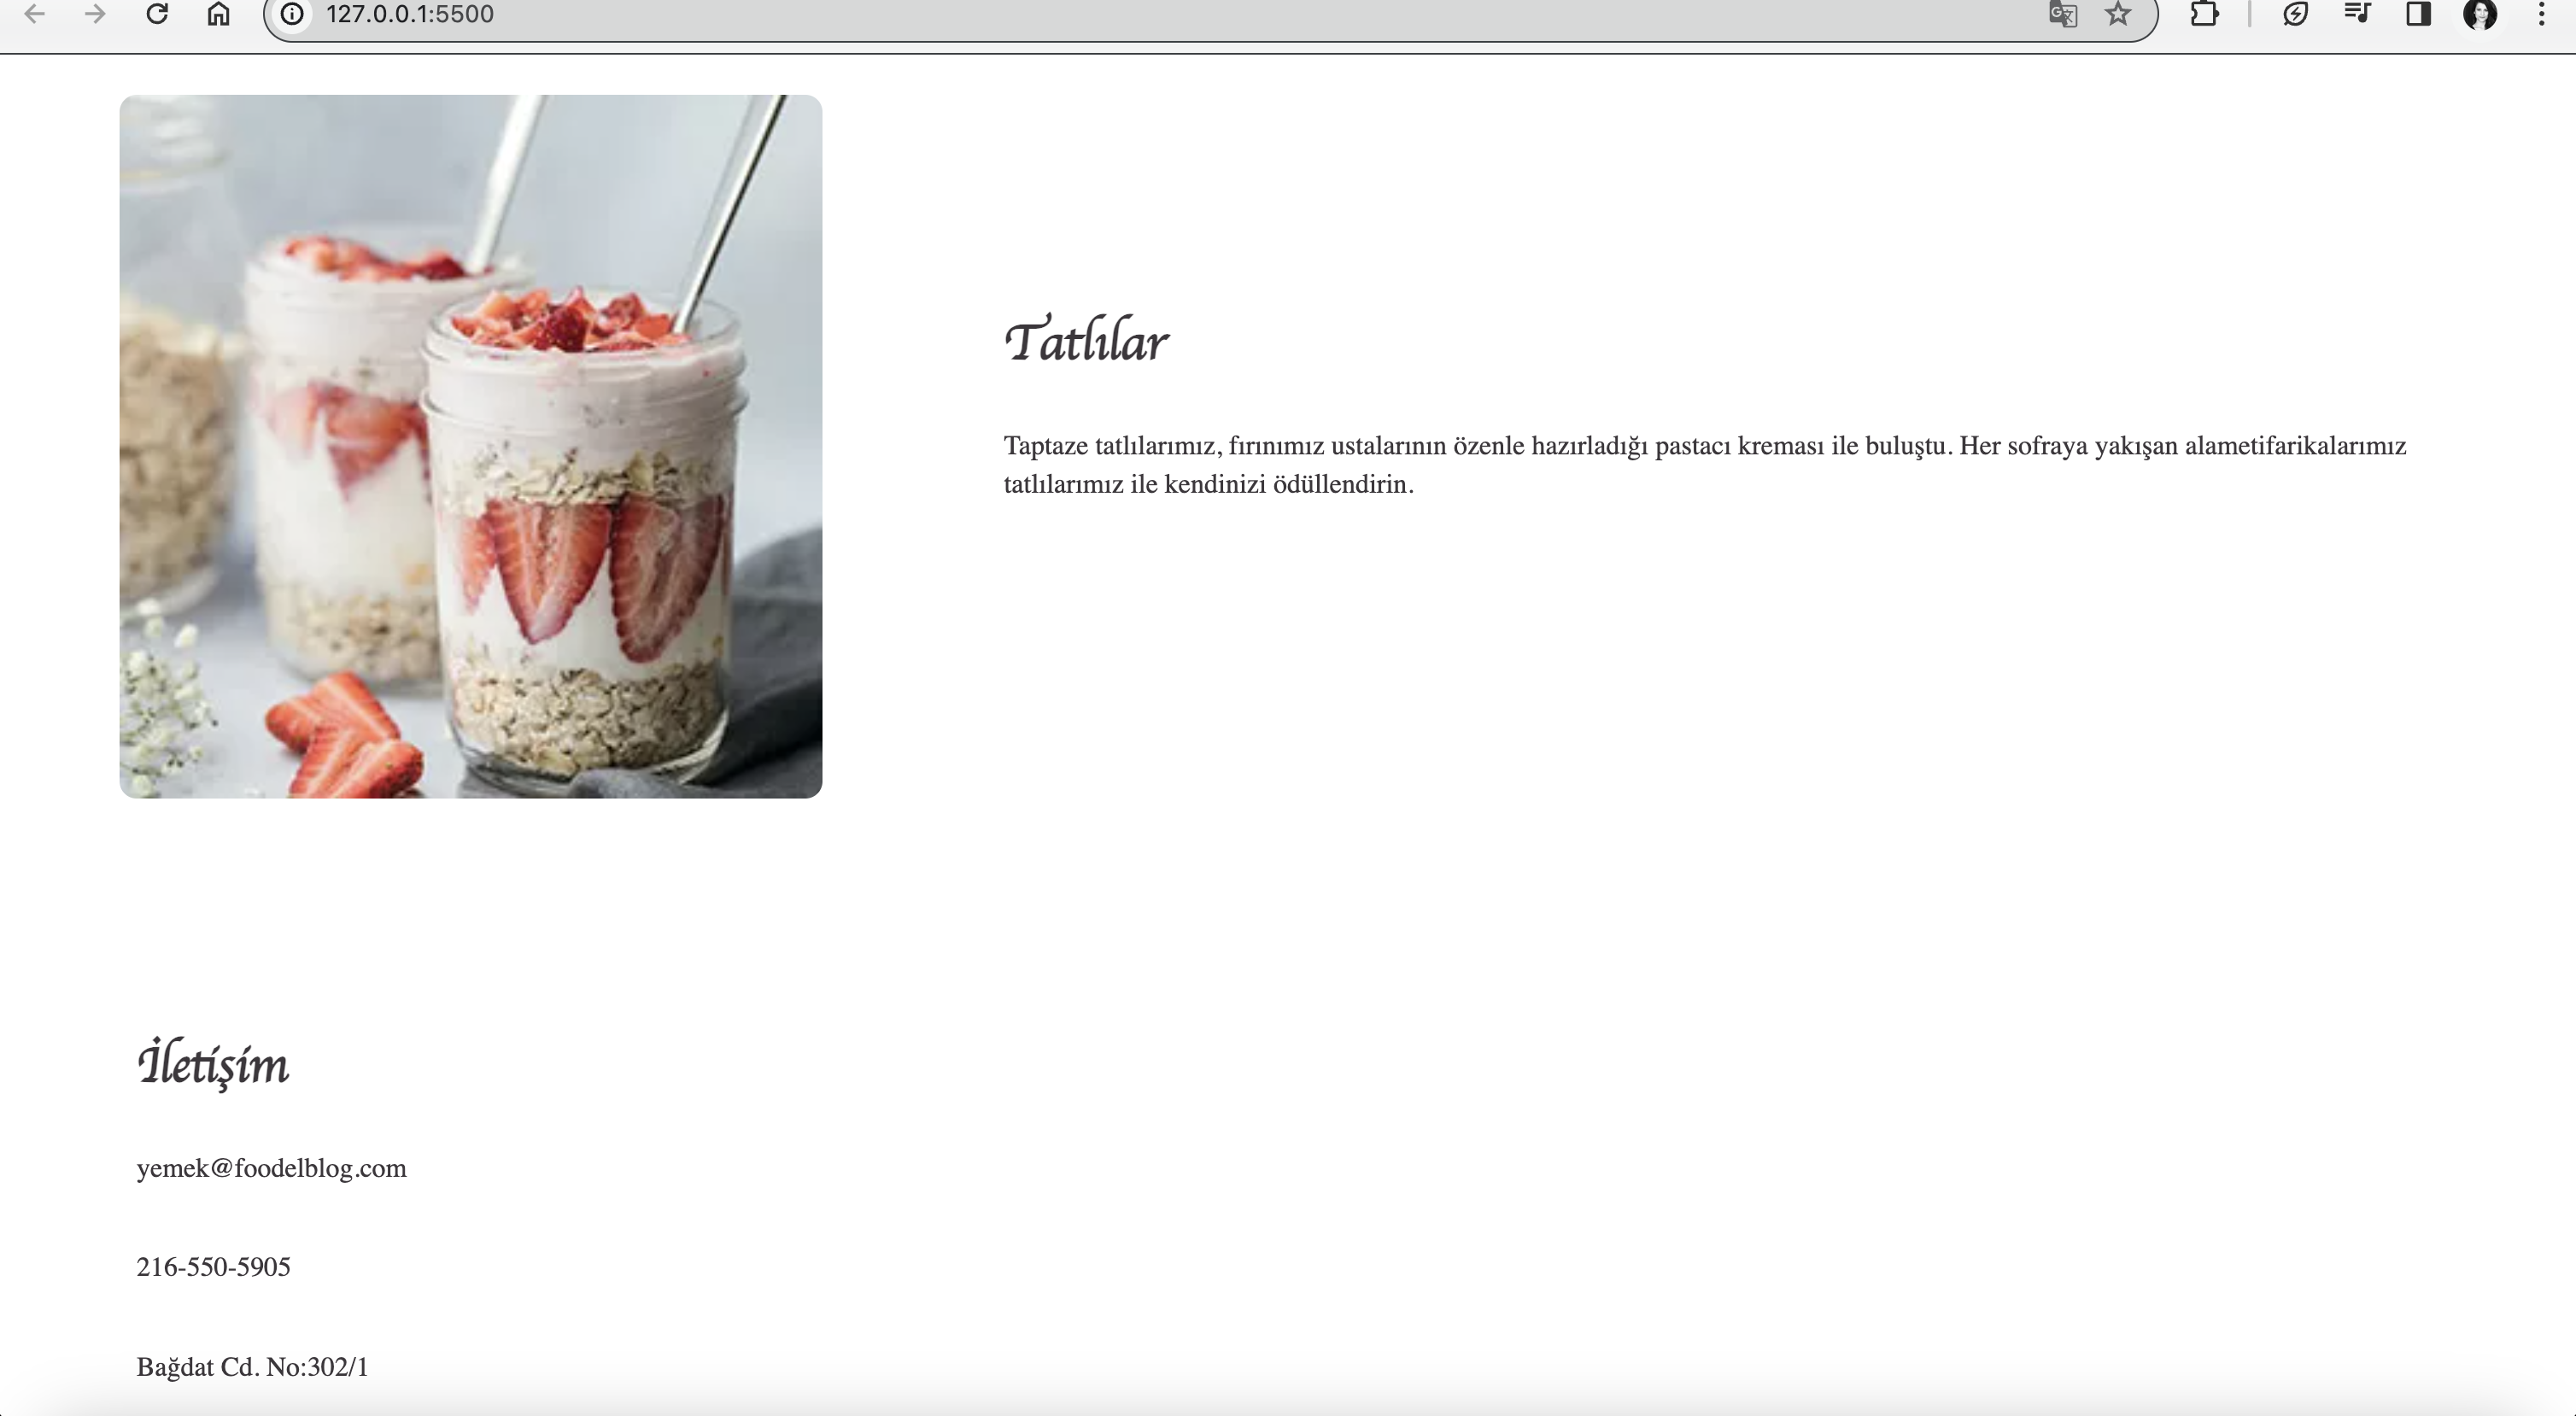 127.0.0.1:5500
Tatlılar
Taptaze tatlılarımız, fırınımız ustalarının özenle hazırladığı pastacı kreması ile buluştu. Her sofraya yakışan alametifarikalarımız
tatlılarımız ile kendinizi ödüllendirin.
İletişim
yemek@foodelblog.com
216-550-5905
Bağdat Cd. No:302/1